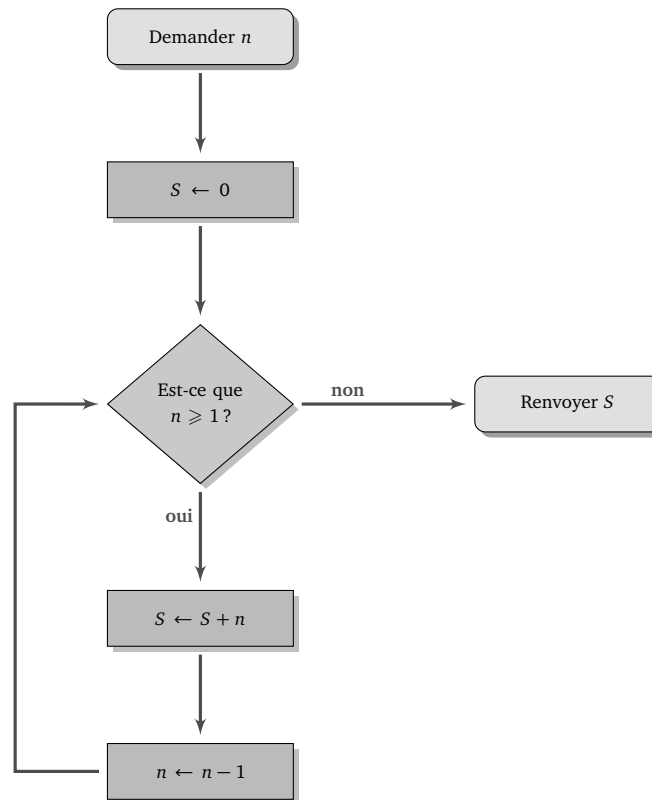 Demander n
S ← 0
Est-ce que
n ⩾ 1 ?
non
Renvoyer S
oui
S ← S + n
n ← n − 1